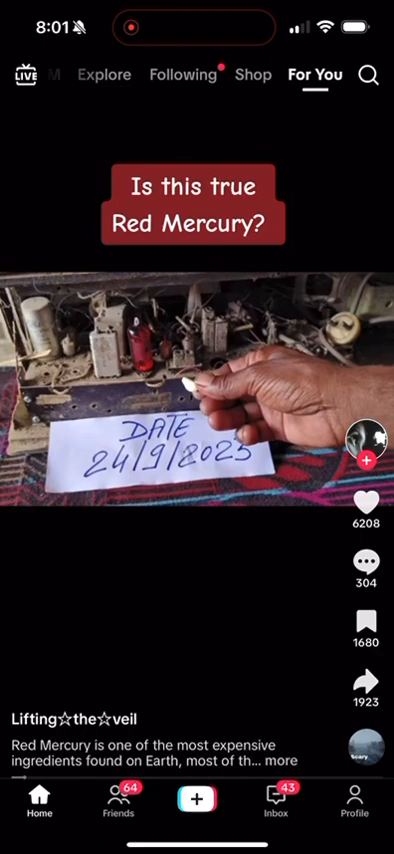 8:01
LIVE
M
Explore
Following
Shop
For You
Is this true
Red Mercury?
DATE
24/9/2025
6208
304
1680
1923
Lifting☆the☆veil
Red Mercury is one of the most expensive
ingredients found on Earth, most of th... more
Scary
64
43
Home
Friends
Inbox
Profile